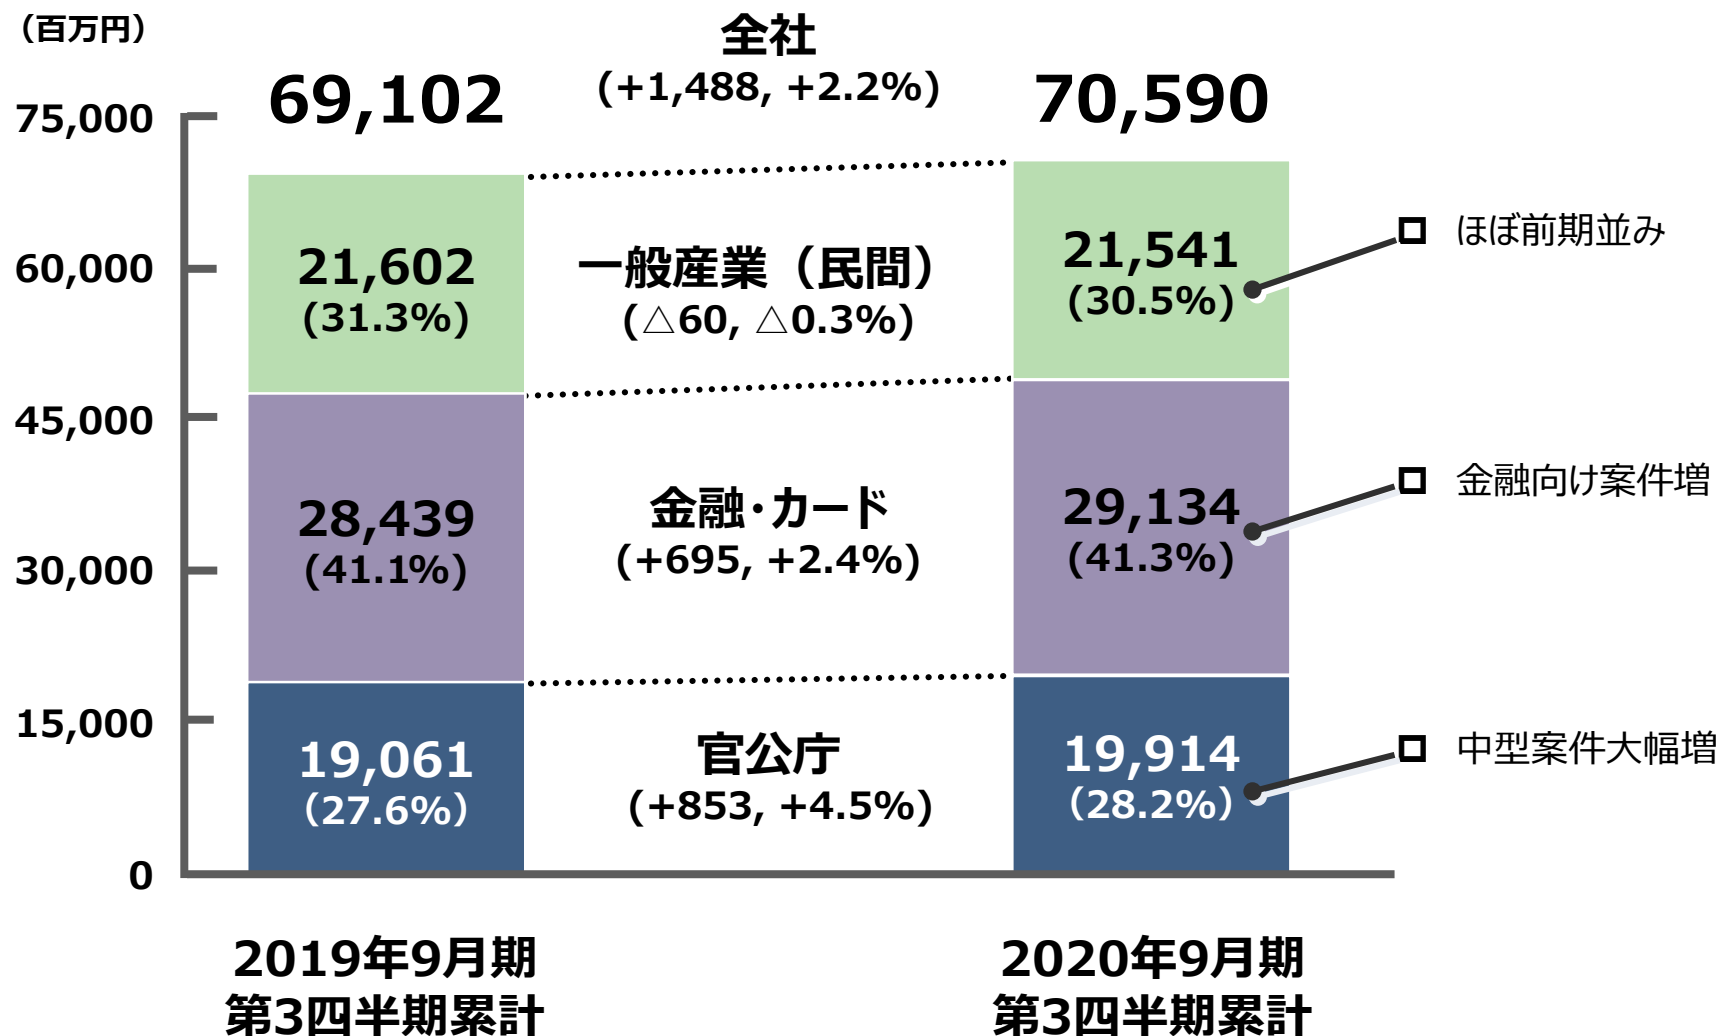 （百万円）
全社
(+1,488, +2.2%)
69,102
70,590
75,000
60,000
45,000
30,000
15,000
0
21,602
(31.3%)
一般産業（民間）
(△60, △0.3%)
21,541
(30.5%)
ほぼ前期並み
28,439
(41.1%)
金融・カード
(+695, +2.4%)
29,134
(41.3%)
金融向け案件増
19,061
(27.6%)
官公庁
(+853, +4.5%)
19,914
(28.2%)
中型案件大幅増
2019年9月期
第3四半期累計
2020年9月期
第3四半期累計